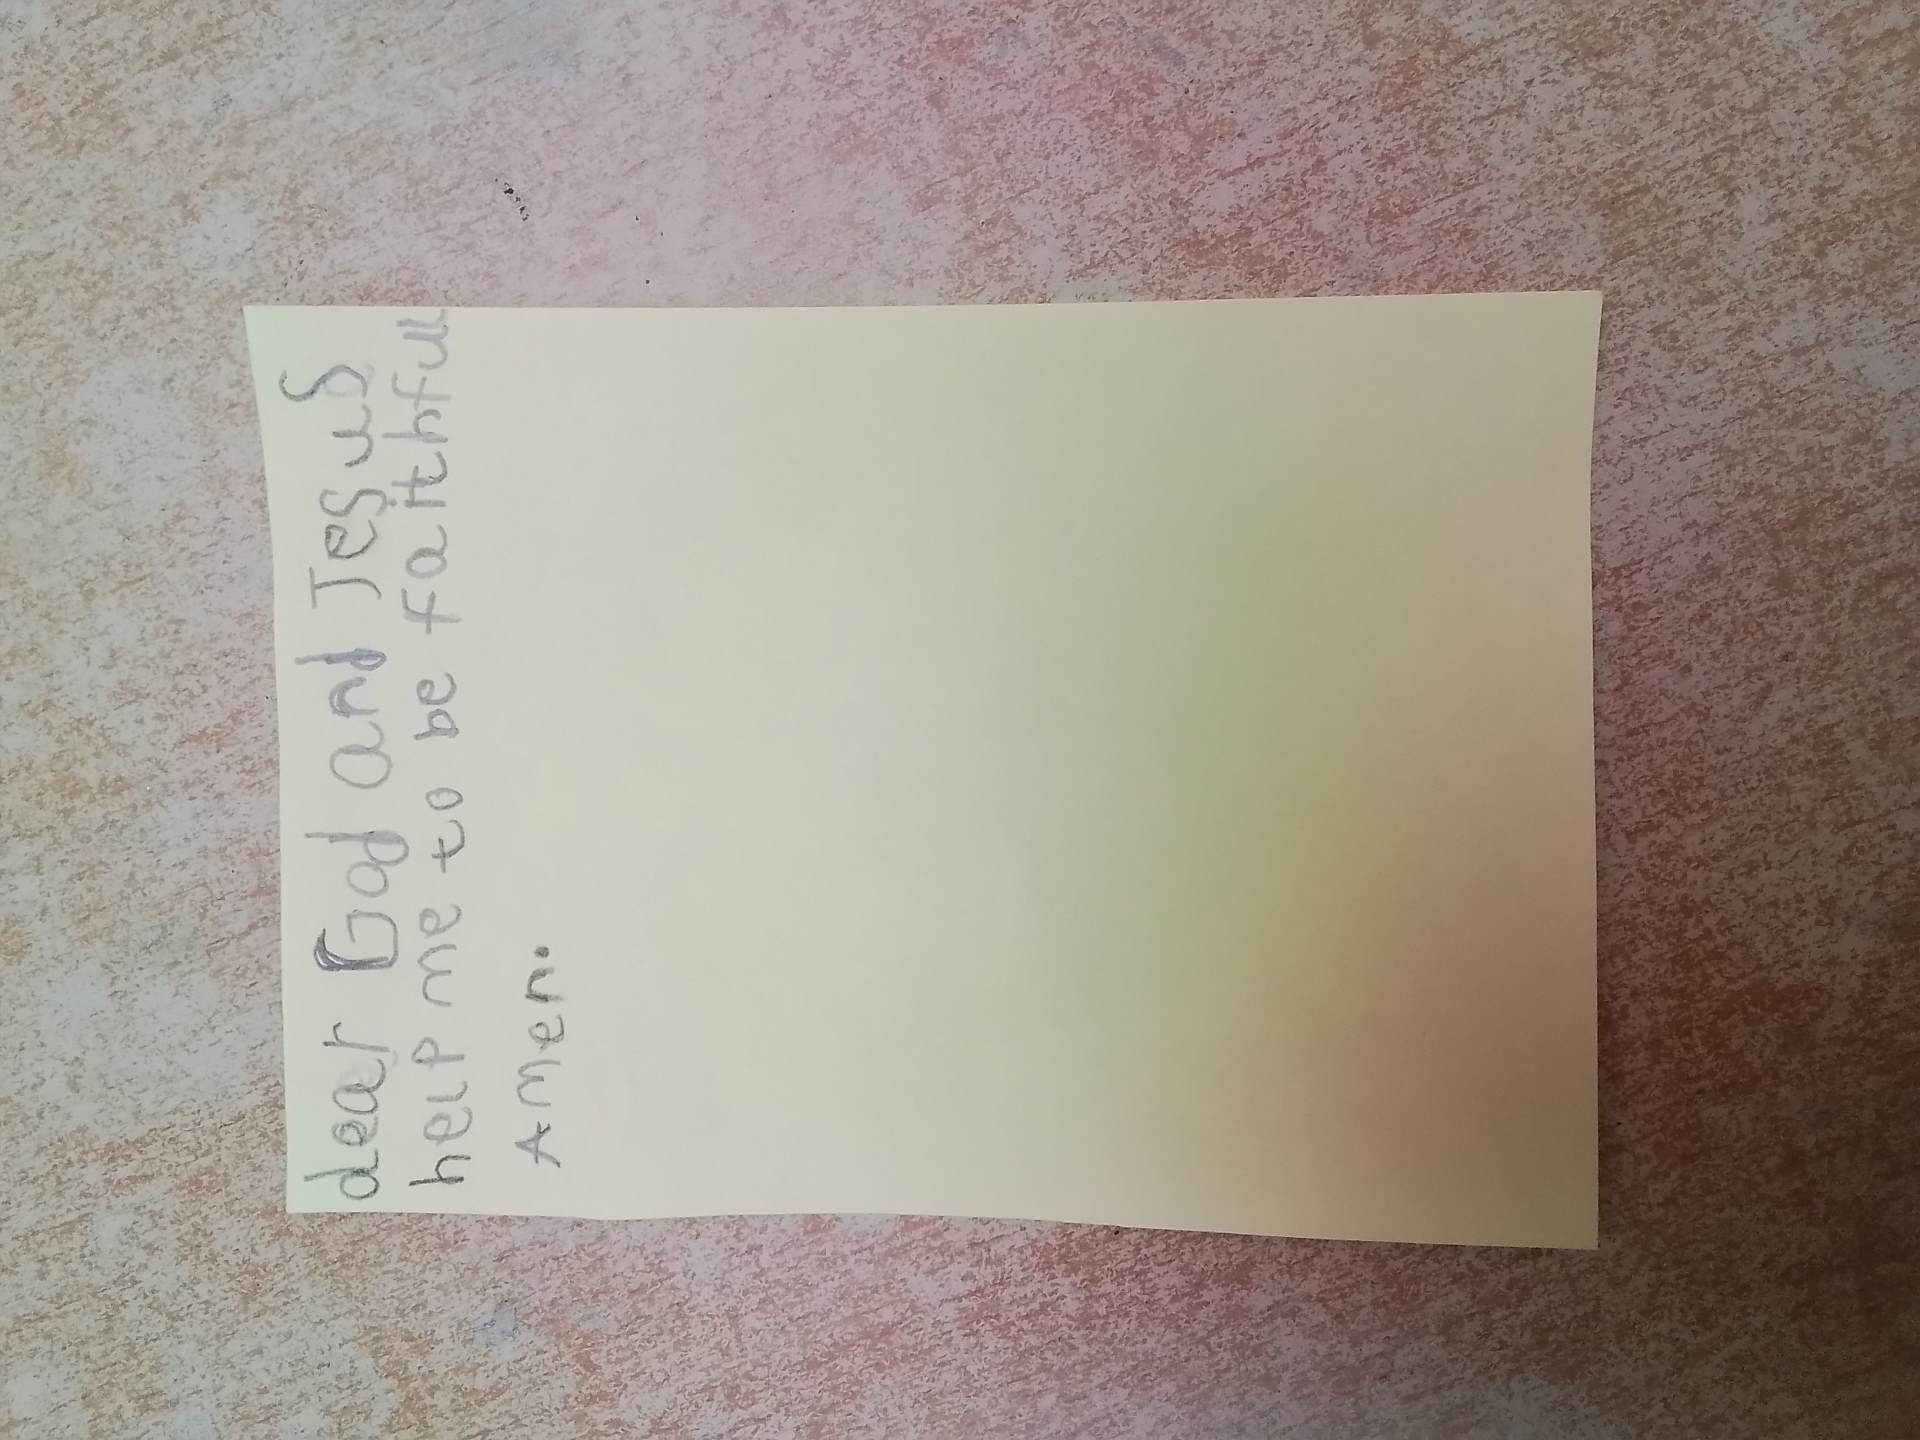 dear God and Jesus
help me to be faithfull
Amen.